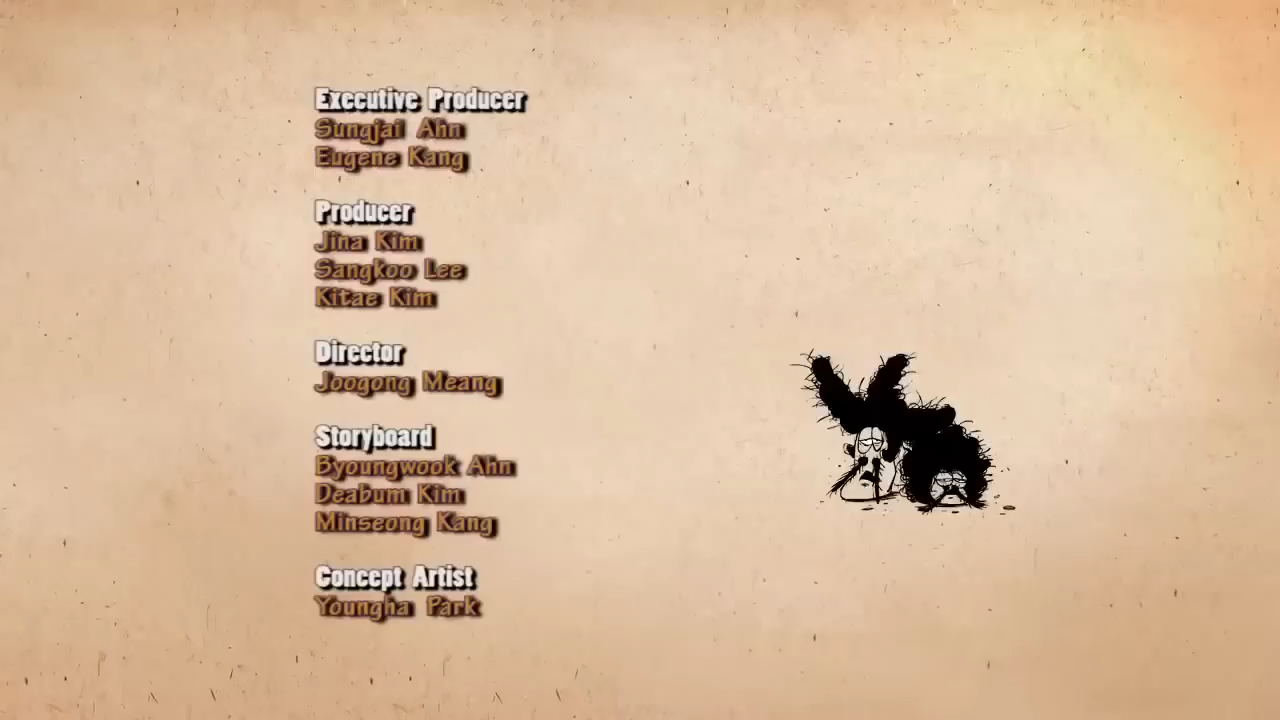 Executive Producer
Sungjai Ahn
Eugene Kang
Producer
Jina Kim
Sangkoo Lee
Kitae Kim
Director
Joogong Meang
Storyboard
Byoungwook Ahn
Deabum Kim
Minseong Kang
Concept Artist
Youngha Park